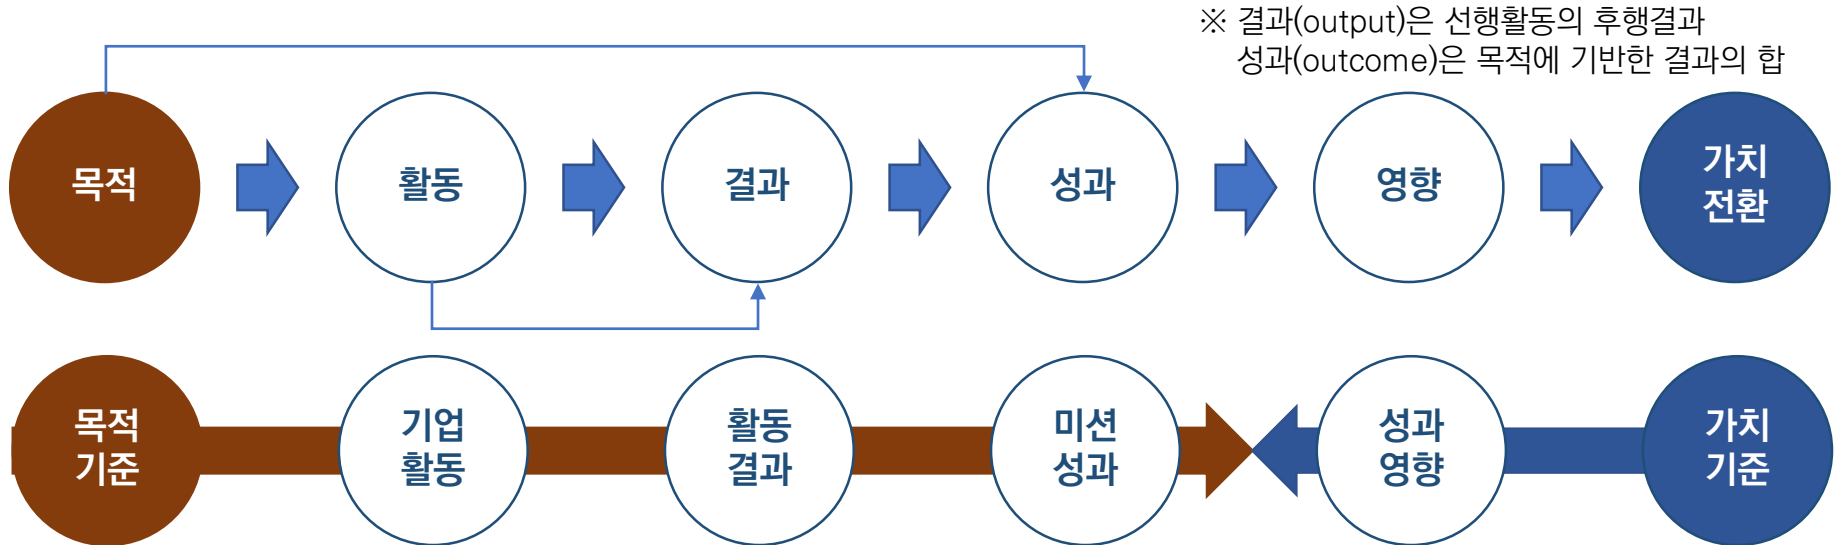 ※ 결과(output)은 선행활동의 후행결과
성과(outcome)은 목적에 기반한 결과의 합
목적
활동
결과
성과
영향
가치
전환
목적
기준
기업
활동
활동
결과
미션
성과
성과
영향
가치
기준